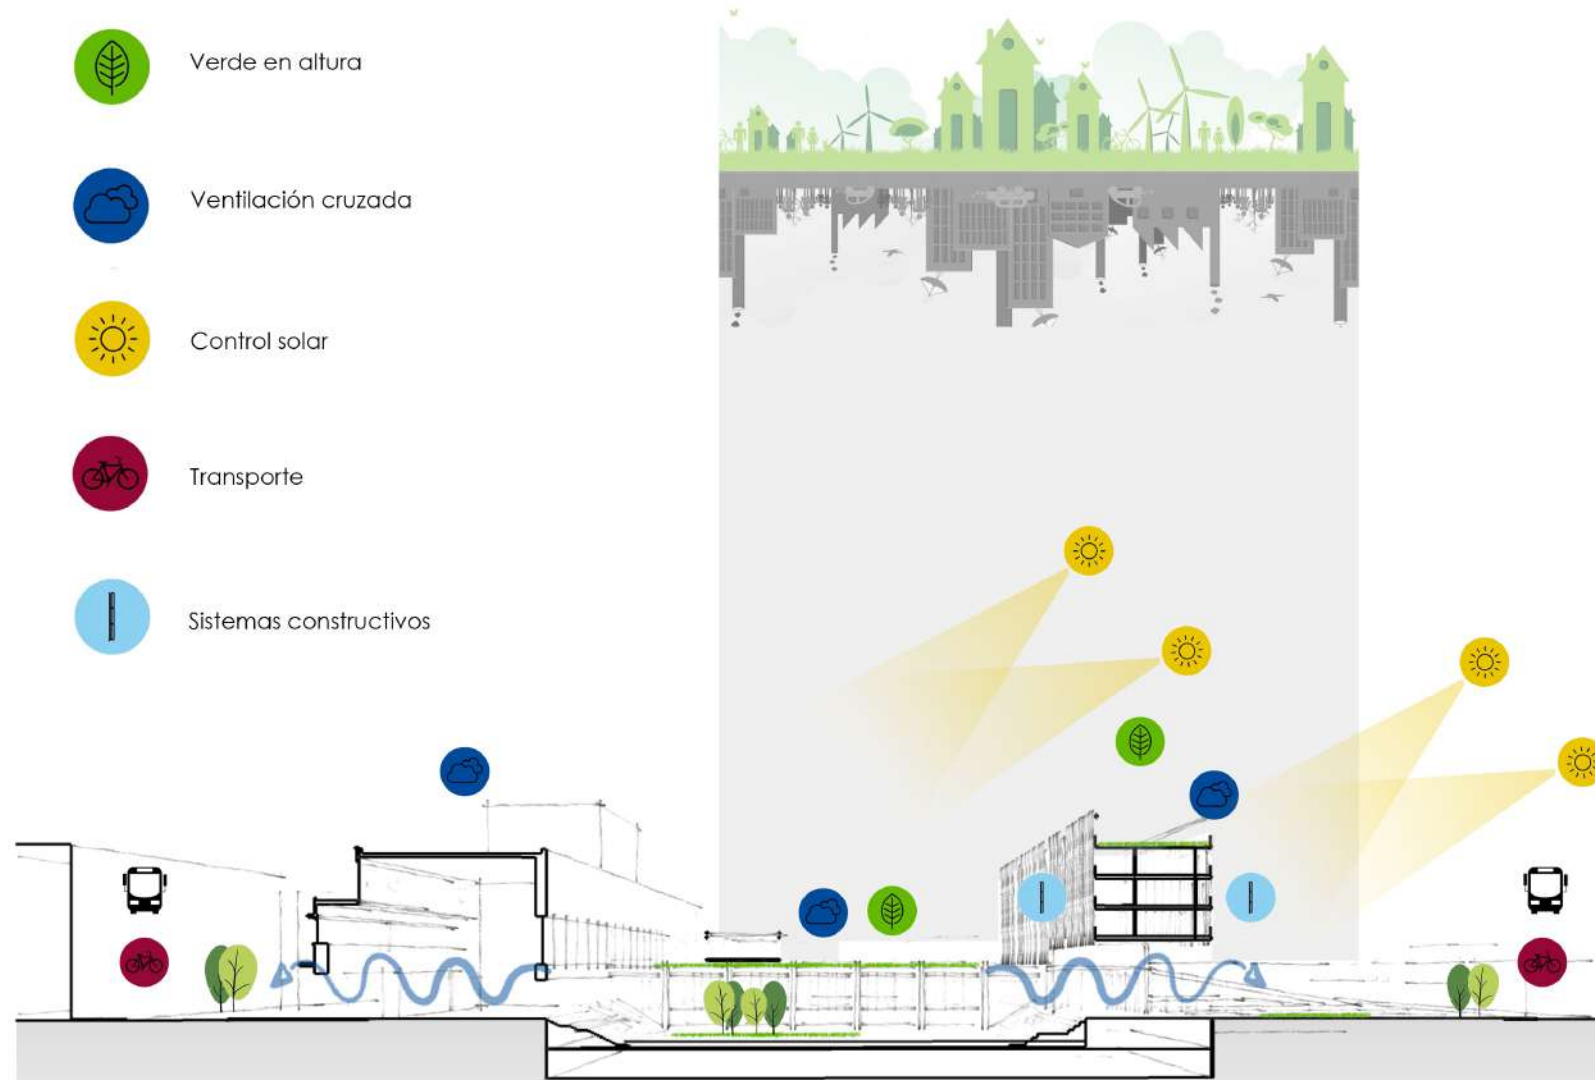 Verde en altura
Ventilación cruzada
Control solar
Transporte
Sistemas constructivos